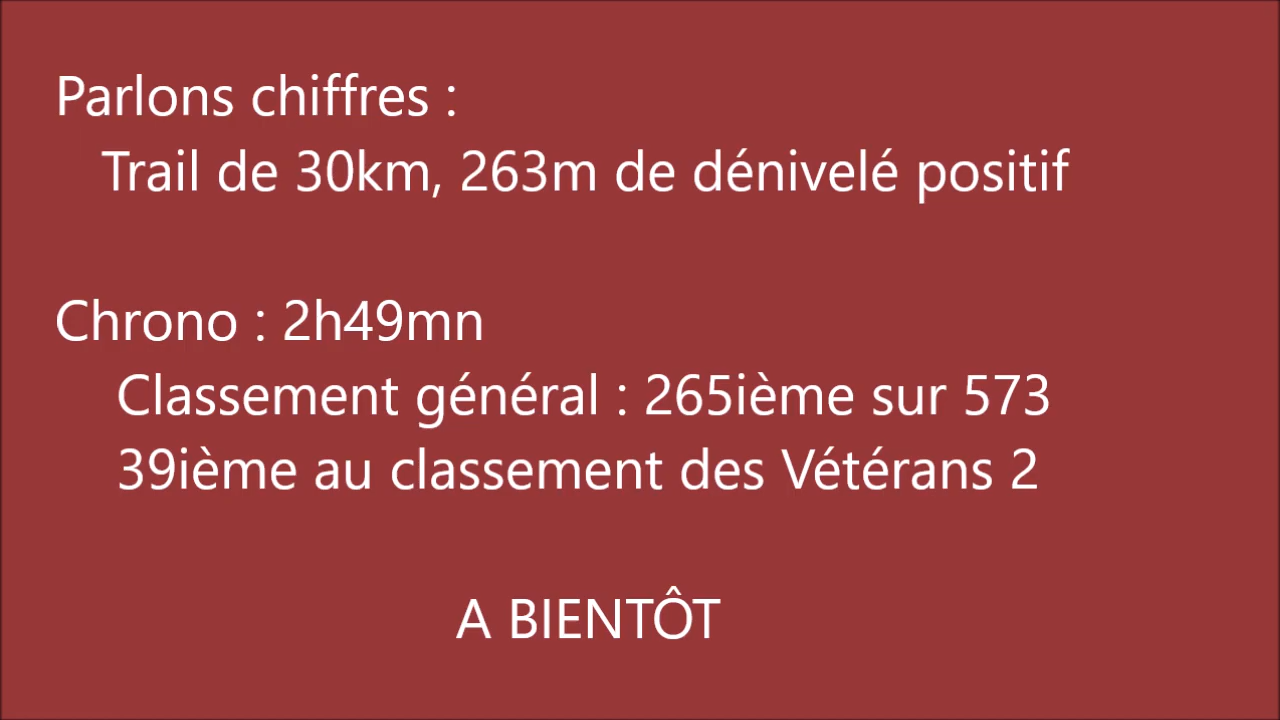 Parlons chiffres :
Trail de 30km, 263m de dénivelé positif
Chrono : 2h49mn
Classement général : 265ième sur 573
39ième au classement des Vétérans 2
A BIENTÔT